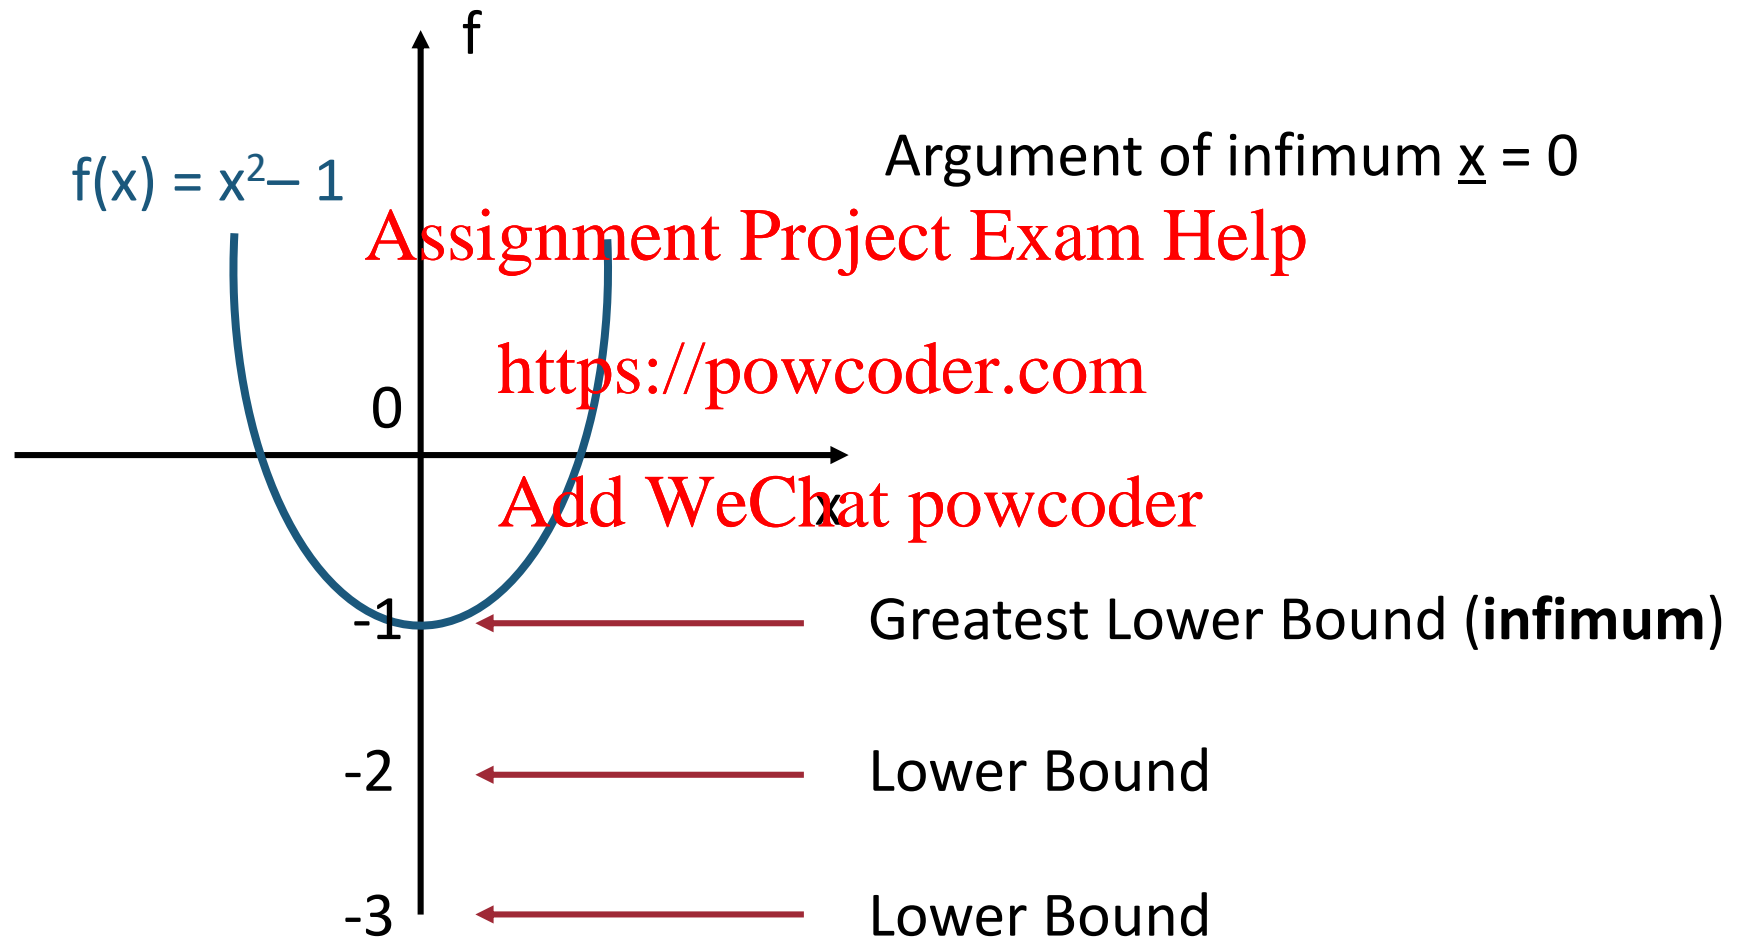 f
Argument of infimum x = 0
f(x) = x²– 1
Assignment Project Exam Help
https://powcoder.com
0
Add WeChat powcoder
x
-1
Greatest Lower Bound (infimum)
-2
Lower Bound
-3
Lower Bound